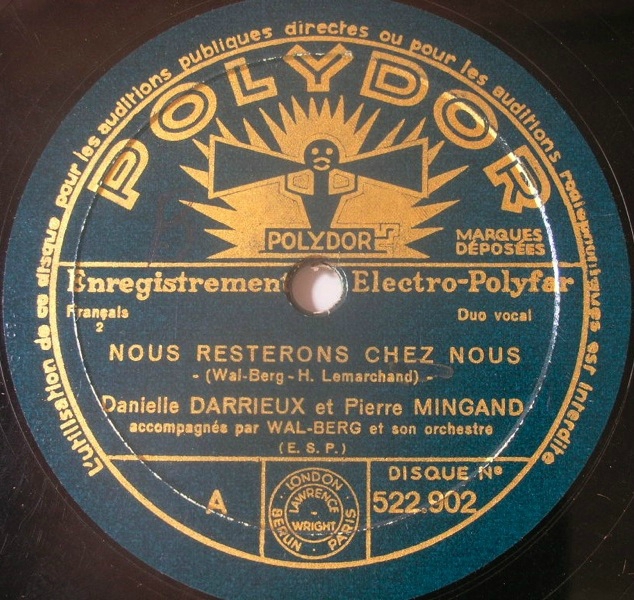 L'utilisation de ce disque pour les auditions publiques directes ou pour les auditions radiophoniques est interdite
POLYDOR
POLYDOR
MARQUES
DÉPOSÉES
Enregistremen Electro-Polyfar
Français
2
Duo vocal
NOUS RESTERONS CHEZ NOUS
- (Wal-Berg - H. Lemarchand) -
Danielle DARRIEUX et Pierre MINGAND
accompagnés par WAL-BERG et son orchestre
(E. S. P.)
A
LONDON
LAWRENCE
-
WRIGHT
BERLIN PARIS
DISQUE No
522.902